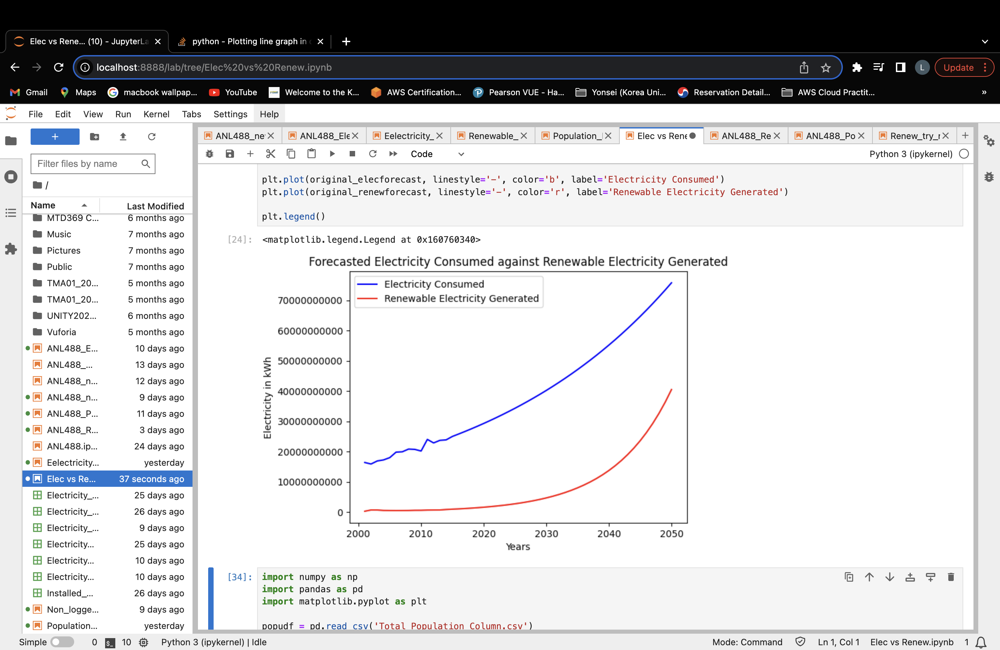 Elec vs Rene... (10) - JupyterLa
python - Plotting line graph in
localhost:8888/lab/tree/Elec%20vs%20Renew.ipynb
L
Update
Gmail
Maps
macbook wallpap...
YouTube
Welcome to the K...
AWS Certification...
Pearson VUE - Ha...
Yonsei (Korea Uni...
Reservation Detail...
AWS Cloud Practit...
»
File Edit View Run Kernel Tabs Settings Help
+
Filter files by name
/
Name Last Modified
MTD369 C... 6 months ago
Music 7 months ago
Pictures 7 months ago
Public 7 months ago
TMA01_20... 5 months ago
TMA01_20... 5 months ago
UNITY202... 6 months ago
Vuforia 5 months ago
ANL488_E... 10 days ago
ANL488_... 13 days ago
ANL488_n... 12 days ago
ANL488_n... 9 days ago
ANL488_P... 11 days ago
ANL488_R... 3 days ago
ANL488.ip... 24 days ago
Eelectricity... yesterday
Elec vs Re... 37 seconds ago
Electricity_... 25 days ago
Electricity_... 26 days ago
Electricity_... 9 days ago
Electricity... 25 days ago
Electricity... 10 days ago
Electricity... 10 days ago
Installed_... 26 days ago
Non_logge... 9 days ago
Population... yesterday
ANL488_ne
ANL488_Ele
Eelectricity_
Renewable_
Population_
Elec vs Rene
ANL488_Re
ANL488_Po
Renew_try_r
Code
Python 3 (ipykernel)
plt.plot(original_elecforecast, linestyle='-', color='b', label='Electricity Consumed')
plt.plot(original_renewforecast, linestyle='-', color='r', label='Renewable Electricity Generated')
plt.legend()
[24]: <matplotlib.legend.Legend at 0x160760340>
Forecasted Electricity Consumed against Renewable Electricity Generated
Electricity Consumed
Renewable Electricity Generated
70000000000
60000000000
50000000000
40000000000
30000000000
20000000000
10000000000
0
Electricity in kWh
2000 2010 2020 2030 2040 2050
Years
[34]: import numpy as np
import pandas as pd
import matplotlib.pyplot as plt
popudf = pd.read_csv('Total_Population_Column.csv')
Simple 0 $_ 10 Python 3 (ipykernel) | Idle
Mode: Command Ln 1, Col 1 Elec vs Renew.ipynb 1